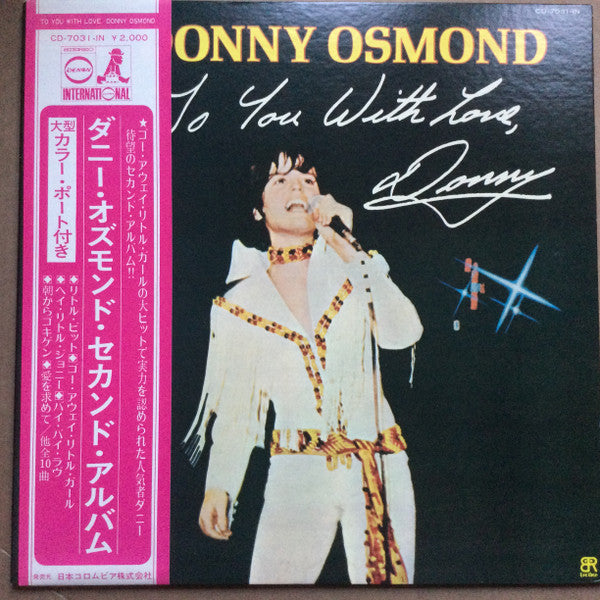 TO YOU WITH LOVE, DONNY OSMOND
CD-7031-IN ￥2,000
DENON
INTERNATIONAL
★ゴー・アウェイ・リトル・ガールの大ヒットで実力を認められた人気者ダニー
待望のセカンド・アルバム!!
ダニー・オズモンド・セカンド・アルバム
大型カラー・ポート付き
◆リトル・ビット◆ゴー・アウェイ・リトル・ガール
◆ヘイ・リトル・ジョニー◆バイ・バイ・ラヴ
◆朝からゴキゲン◆愛を求めて/他全10曲
発売元 日本コロムビア株式会社
CD-7031-IN
DONNY OSMOND
To You With Love,
Donny